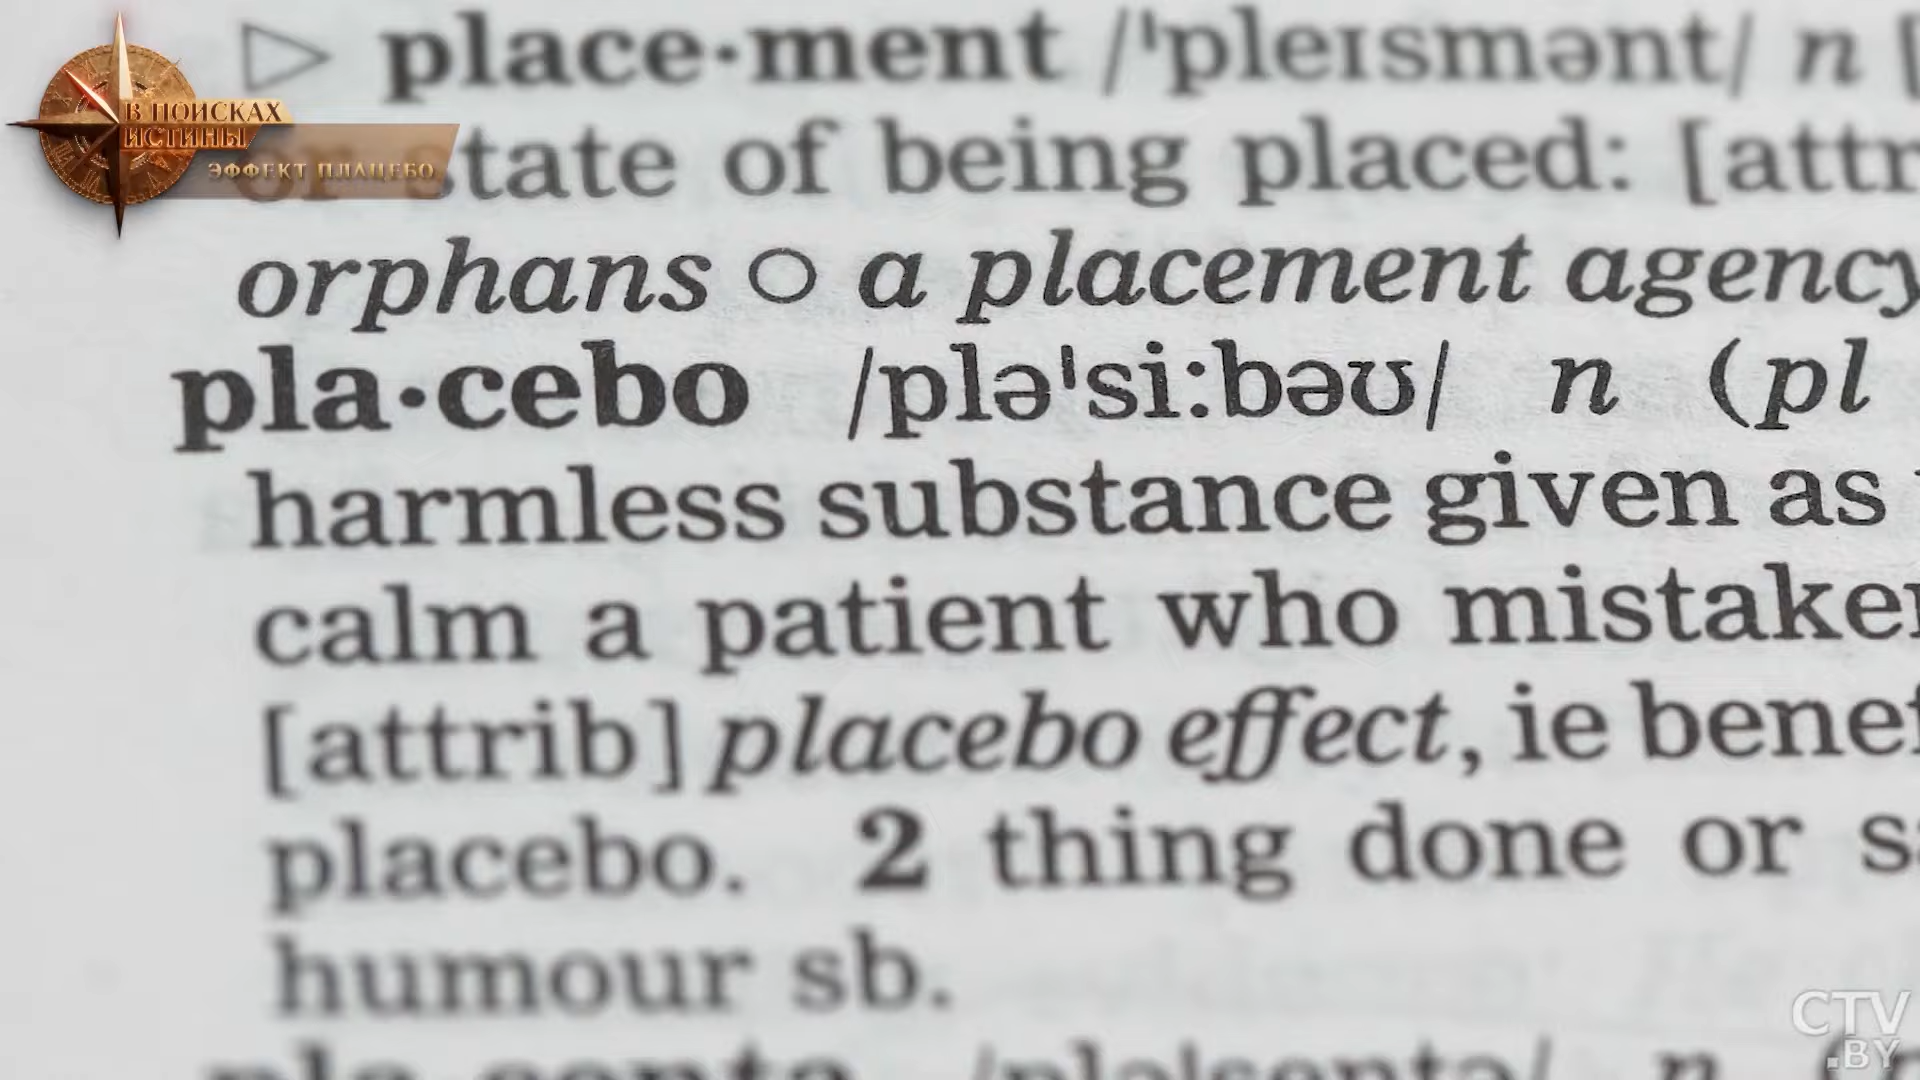 ▷ place·ment /ˈpleɪsmənt/ n [
В ПОИСКАХ
ИСТИНЫ
ЭФФЕКТ ПЛАЦЕБО
or state of being placed: [attr
orphans ○ a placement agency
pla·cebo /pləˈsi:bəʊ/ n (pl
harmless substance given as
calm a patient who
[attrib] placebo effect, ie
placebo. 2 thing done or
humour sb.
CTV
.BY